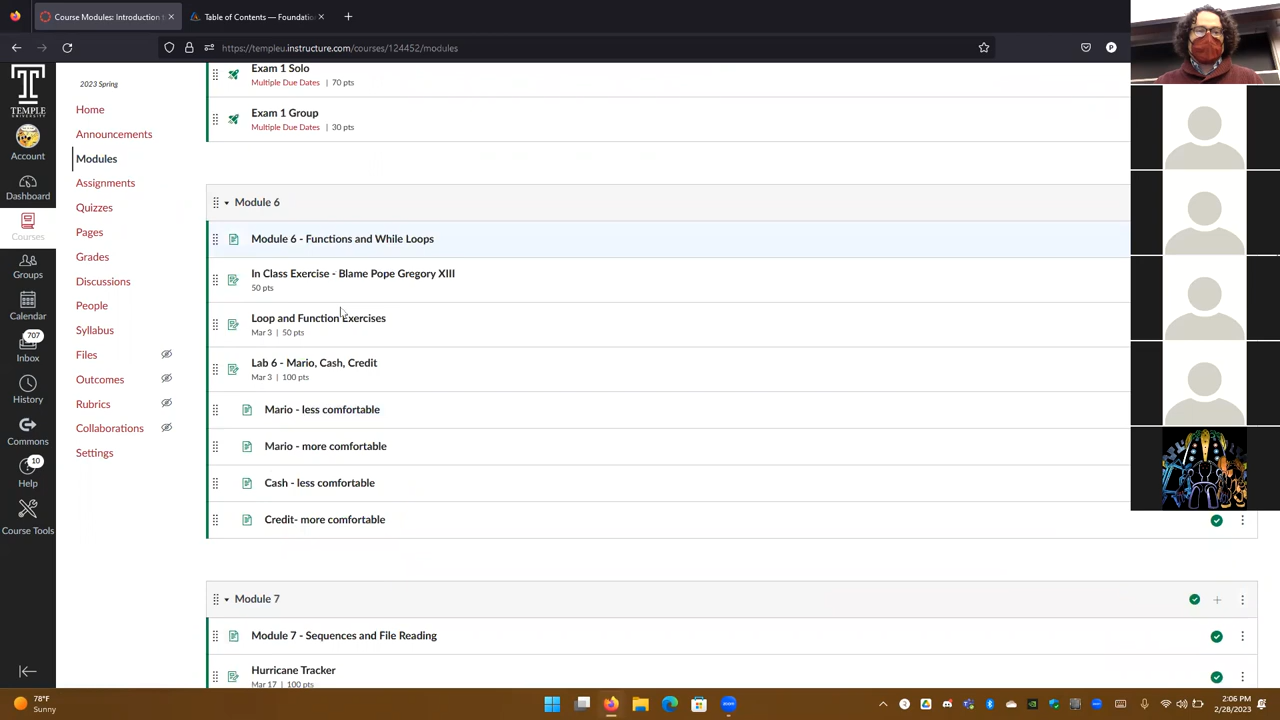 Course Modules: Introduction t
Table of Contents — Foundation
https://templeu.instructure.com/courses/124452/modules
TEMPLE
UNIVERSITY
Account
Dashboard
Courses
Groups
Calendar
707
Inbox
History
Commons
10
Help
Course Tools
2023 Spring
Home
Announcements
Modules
Assignments
Quizzes
Pages
Grades
Discussions
People
Syllabus
Files
Outcomes
Rubrics
Collaborations
Settings
Exam 1 Solo
Multiple Due Dates | 70 pts
Exam 1 Group
Multiple Due Dates | 30 pts
Module 6
Module 6 - Functions and While Loops
In Class Exercise - Blame Pope Gregory XIII
50 pts
Loop and Function Exercises
Mar 3 | 50 pts
Lab 6 - Mario, Cash, Credit
Mar 3 | 100 pts
Mario - less comfortable
Mario - more comfortable
Cash - less comfortable
Credit- more comfortable
Module 7
Module 7 - Sequences and File Reading
Hurricane Tracker
Mar 17 | 100 pts
78°F
Sunny
2:06 PM
2/28/2023